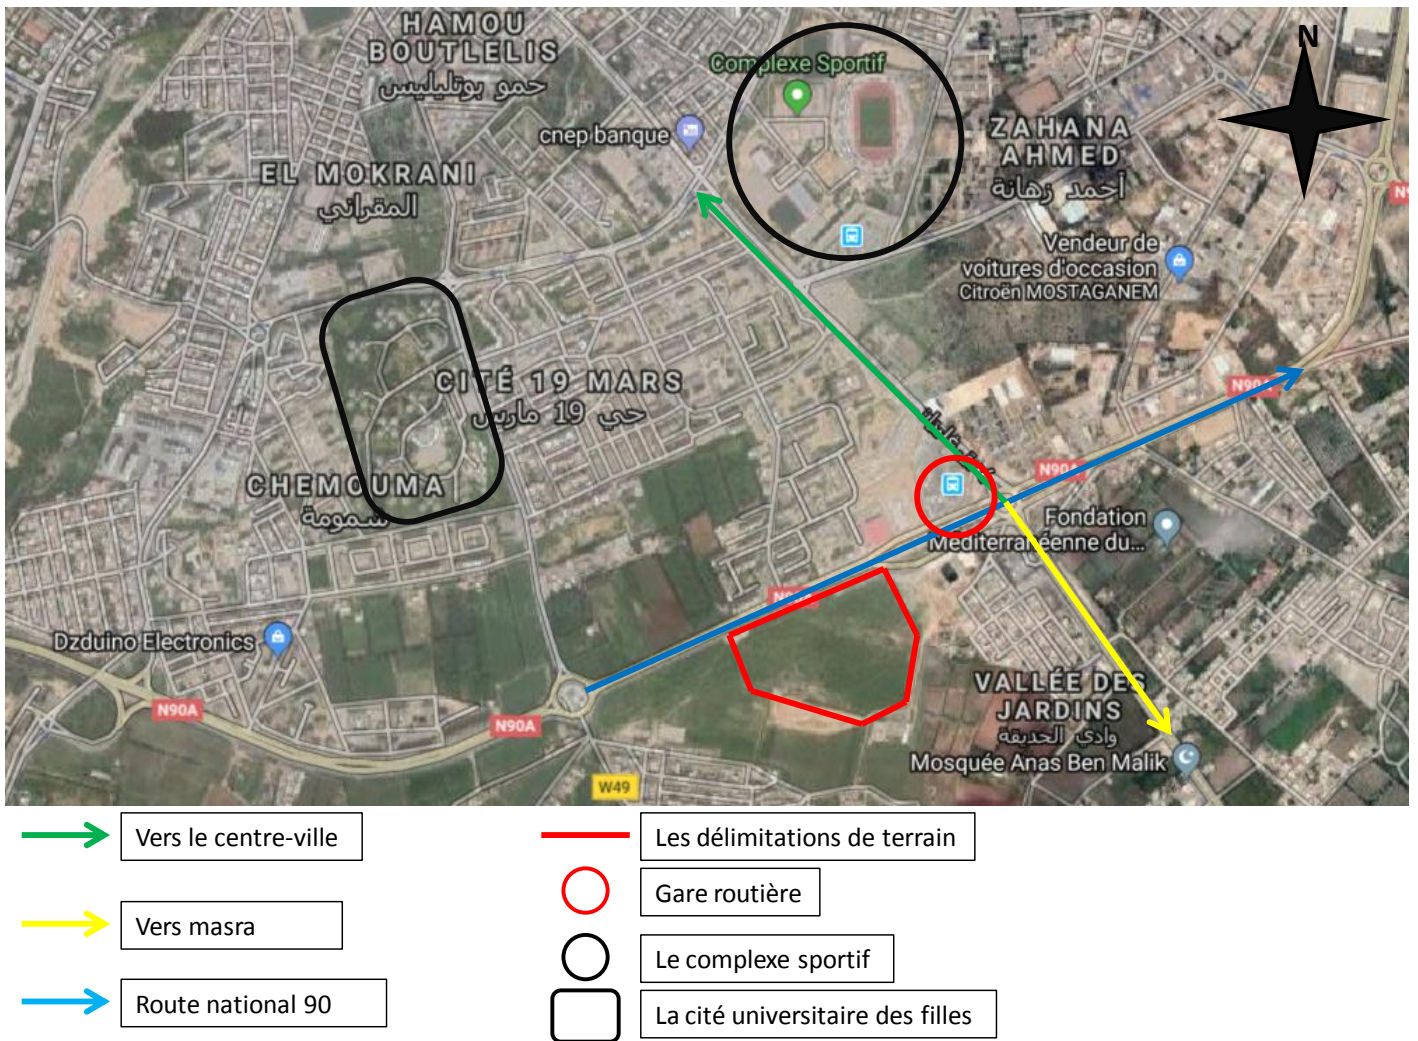 HAMOU
BOUTLELIS
حمو بوتليليس
Complexe Sportif
N
cnep banque
ZAHANA
AHMED
أحمد زهانة
EL MOKRANI
المقراني
Vendeur de
voitures d'occasion
Citroën MOSTAGANEM
CITÉ 19 MARS
حي 19 مارس
N90A
CHEMOUMA
شمومة
N90A
Fondation
Méditerranéenne du...
N90A
Dzduino Electronics
VALLÉE DES
JARDINS
وادي الحديقة
N90A
N90A
Mosquée Anas Ben Malik
W49
Vers le centre-ville
Les délimitations de terrain
Gare routière
Vers masra
Le complexe sportif
Route national 90
La cité universitaire des filles